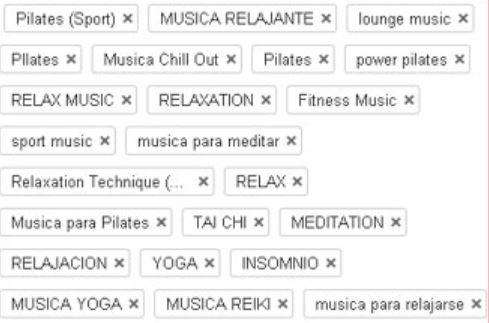 Pilates (Sport) × MUSICA RELAJANTE × lounge music ×
PIlates × Musica Chill Out × Pilates × power pilates ×
RELAX MUSIC × RELAXATION × Fitness Music ×
sport music × musica para meditar ×
Relaxation Technique (... × RELAX ×
Musica para Pilates × TAI CHI × MEDITATION ×
RELAJACION × YOGA × INSOMNIO ×
MUSICA YOGA × MUSICA REIKI × musica para relajarse ×